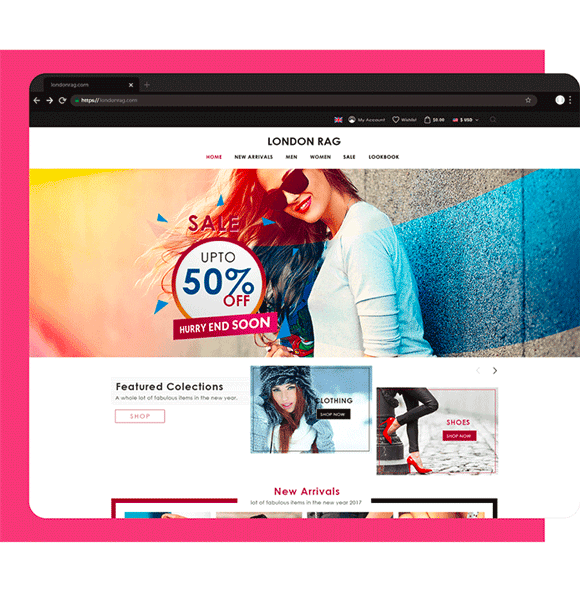 londonrag.com
https://londonrag.com
My Account Wishlist $0.00 $ USD
LONDON RAG
HOME NEW ARRIVALS MEN WOMEN SALE LOOKBOOK
SALE
UPTO
50%
OFF
HURRY END SOON
Featured Colections
A whole lot of fabulous items in the new year.
SHOP
CLOTHING
SHOP NOW
SHOES
SHOP NOW
New Arrivals
lot of fabulous items in the new year 2017